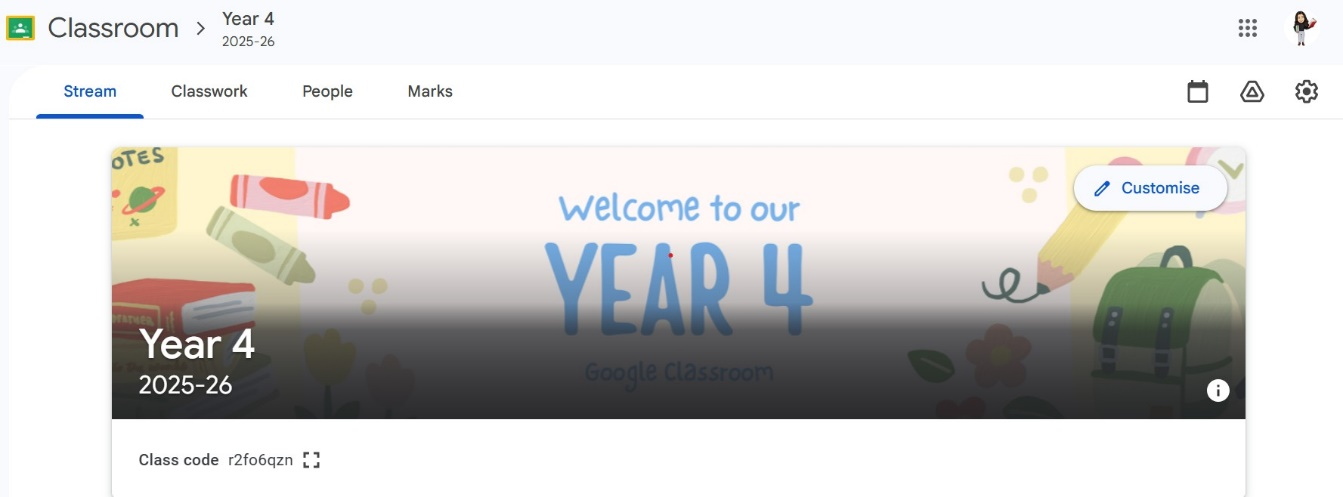 Classroom
Year 4
2025-26
Stream
Classwork
People
Marks
OTES
Customise
Welcome to our
YEAR 4
Google Classroom
Year 4
2025-26
Class code r2fo6qzn